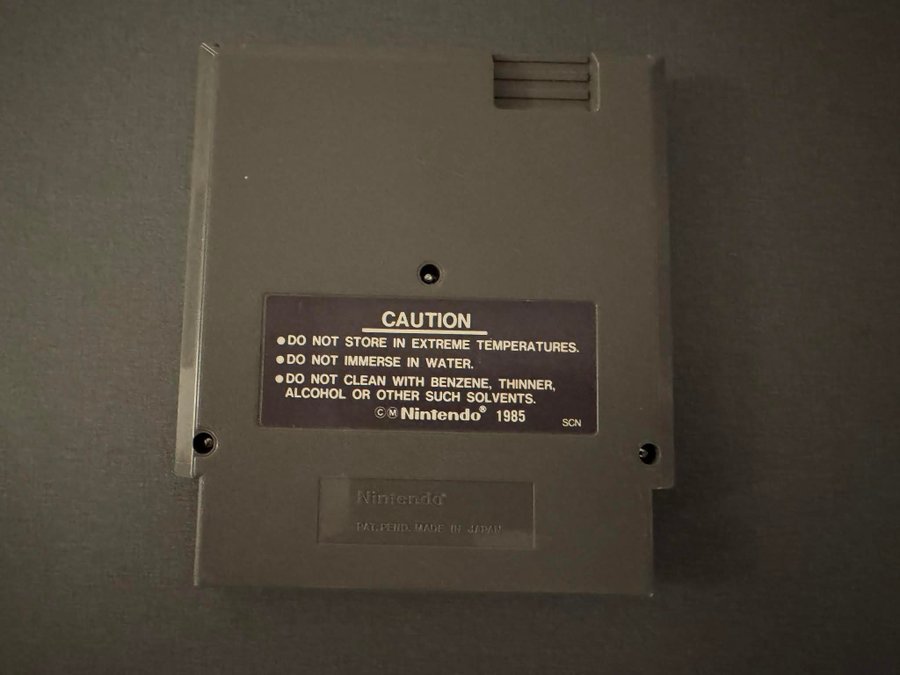 CAUTION
●DO NOT STORE IN EXTREME TEMPERATURES.
●DO NOT IMMERSE IN WATER.
●DO NOT CLEAN WITH BENZENE, THINNER,
ALCOHOL OR OTHER SUCH SOLVENTS.
ⒸⓂNintendo® 1985
SCN
Nintendo®
PAT. PEND. MADE IN JAPAN